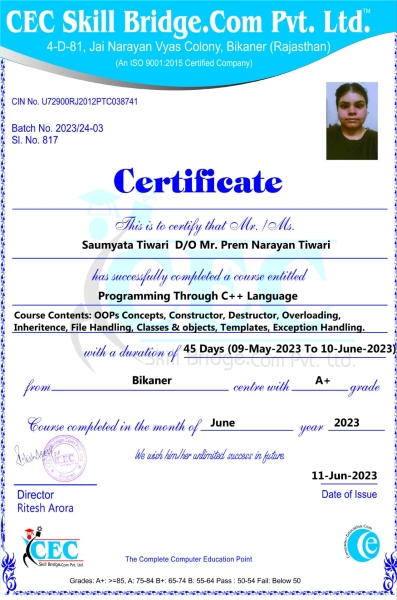 CEC Skill Bridge.Com Pvt. Ltd.™
4-D-81, Jai Narayan Vyas Colony, Bikaner (Rajasthan)
(An ISO 9001:2015 Certified Company)
CIN No. U72900RJ2012PTC038741
Batch No. 2023/24-03
Sl. No. 817
Certificate
This is to certify that Mr. /Ms.
Saumyata Tiwari D/O Mr. Prem Narayan Tiwari
has successfully completed a course entitled
Programming Through C++ Language
Course Contents: OOPs Concepts, Constructor, Destructor, Overloading,
Inheritence, File Handling, Classes & objects, Templates, Exception Handling.
with a duration of 45 Days (09-May-2023 To 10-June-2023)
CEC
Skill Bridge.Com Pvt. Ltd.
from Bikaner centre with A+ grade
Course completed in the month of June year 2023
We wish him/her unlimited success in future.
11-Jun-2023
Director
Date of Issue
Ritesh Arora
CEC
Skill Bridge.Com Pvt. Ltd.
The Complete Computer Education Point
Grades: A+: >=85, A: 75-84 B+: 65-74 B: 55-64 Pass : 50-54 Fail: Below 50